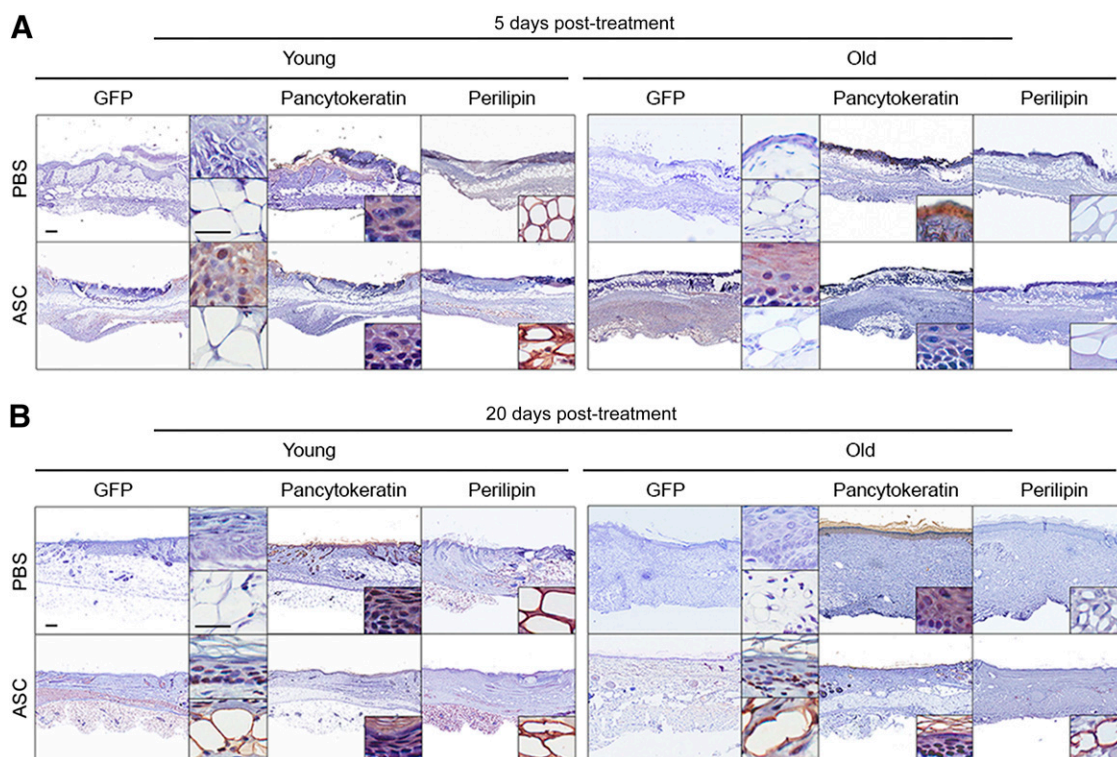 A
5 days post-treatment
Young Old
GFP Pancytokeratin Perilipin GFP Pancytokeratin Perilipin
PBS
ASC
B
20 days post-treatment
Young Old
GFP Pancytokeratin Perilipin GFP Pancytokeratin Perilipin
PBS
ASC